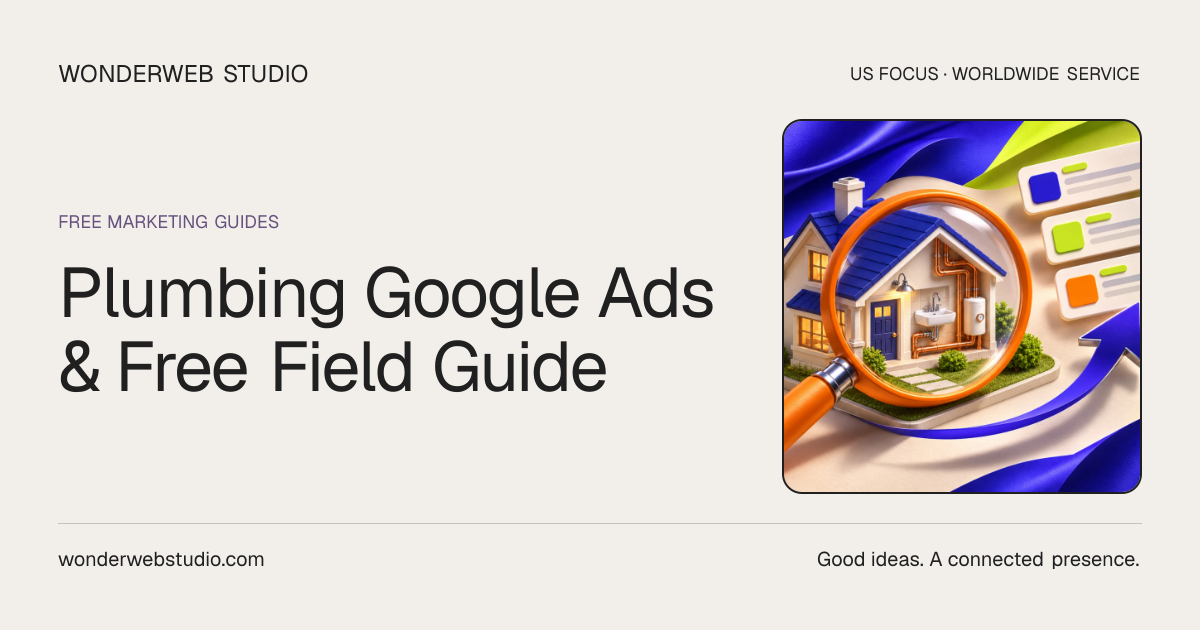 WONDERWEB STUDIO
US FOCUS · WORLDWIDE SERVICE
FREE MARKETING GUIDES
Plumbing Google Ads
& Free Field Guide
wonderwebstudio.com
Good ideas. A connected presence.